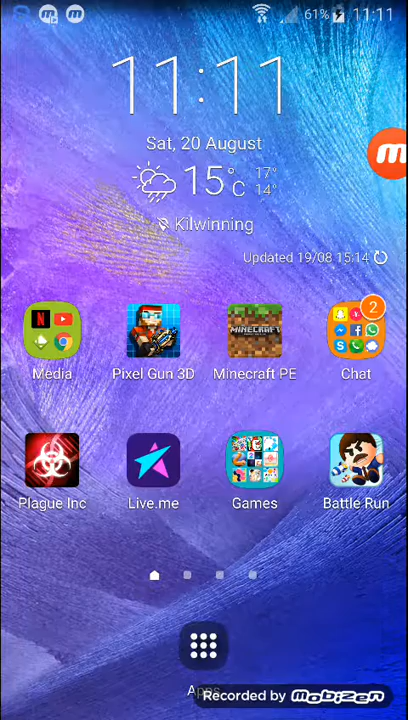 61% 11:11
11:11
Sat, 20 August
15°C 17° 14°
Kilwinning
Updated 19/08 15:14
2
MINECRAFT
Media Pixel Gun 3D Minecraft PE Chat
Plague Inc Live.me Games Battle Run
Recorded by mobizen